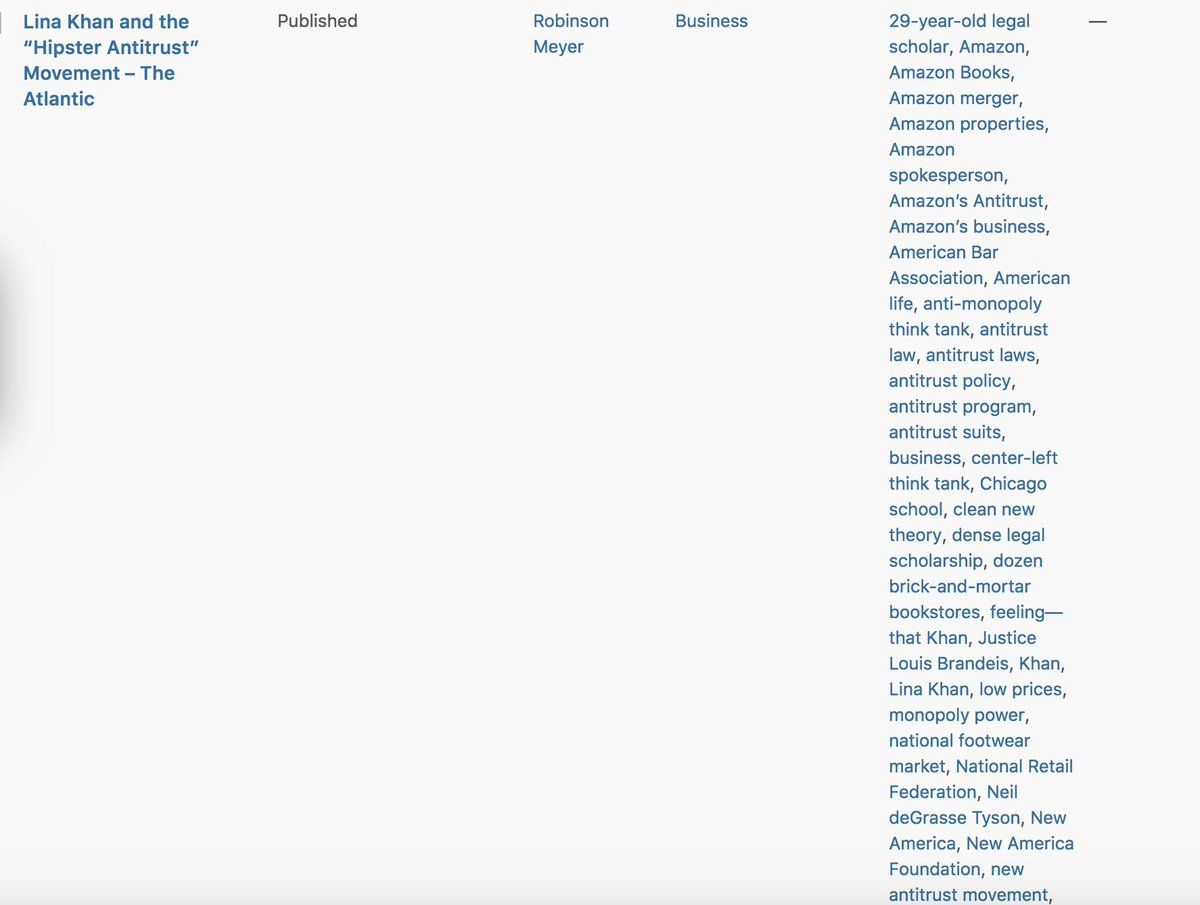 Lina Khan and the
“Hipster Antitrust”
Movement – The
Atlantic
Published
Robinson
Meyer
Business
29-year-old legal
scholar, Amazon,
Amazon Books,
Amazon merger,
Amazon properties,
Amazon
spokesperson,
Amazon’s Antitrust,
Amazon’s business,
American Bar
Association, American
life, anti-monopoly
think tank, antitrust
law, antitrust laws,
antitrust policy,
antitrust program,
antitrust suits,
business, center-left
think tank, Chicago
school, clean new
theory, dense legal
scholarship, dozen
brick-and-mortar
bookstores, feeling—
that Khan, Justice
Louis Brandeis, Khan,
Lina Khan, low prices,
monopoly power,
national footwear
market, National Retail
Federation, Neil
deGrasse Tyson, New
America, New America
Foundation, new
antitrust movement,
—